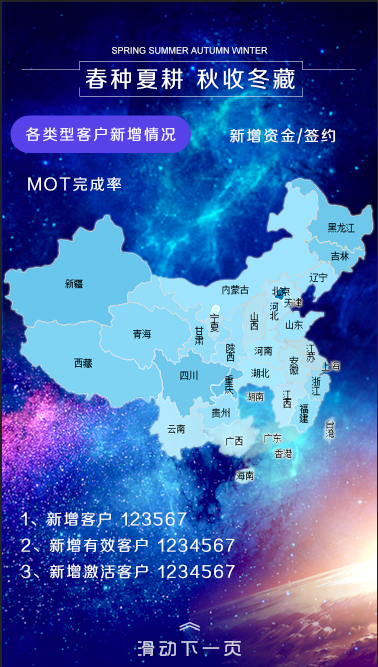 SPRING SUMMER AUTUMN WINTER
春种夏耕 秋收冬藏
各类型客户新增情况
新增资金/签约
MOT完成率
黑龙江
吉林
辽宁
新疆
内蒙古
北京
天津
河北
山西
宁夏
山东
青海
甘肃
陕西
河南
江苏
上海
安徽
西藏
四川
重庆
湖北
浙江
湖南
江西
贵州
福建
云南
广西
广东
台湾
香港
海南
1、新增客户 123567
2、新增有效客户 1234567
3、新增激活客户 1234567
滑动下一页